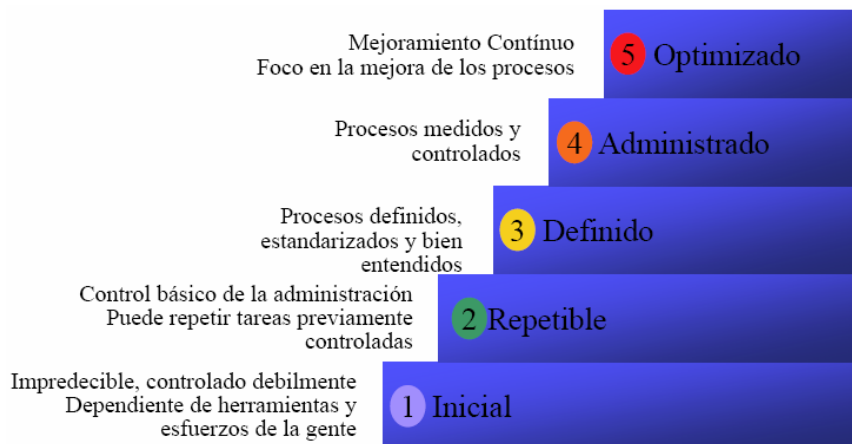 Mejoramiento Contínuo
Foco en la mejora de los procesos
5 Optimizado
Procesos medidos y
controlados
4 Administrado
Procesos definidos,
estandarizados y bien
entendidos
3 Definido
Control básico de la administración
Puede repetir tareas previamente
controladas
2 Repetible
Impredecible, controlado debilmente
Dependiente de herramientas y
esfuerzos de la gente
1 Inicial